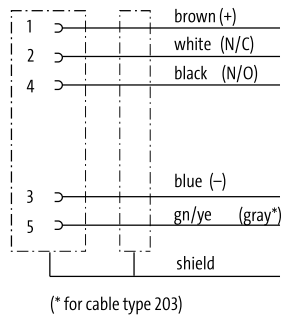 1 brown (+)
2 white (N/C)
4 black (N/O)
3 blue (–)
5 gn/ye (gray*)
shield
(* for cable type 203)